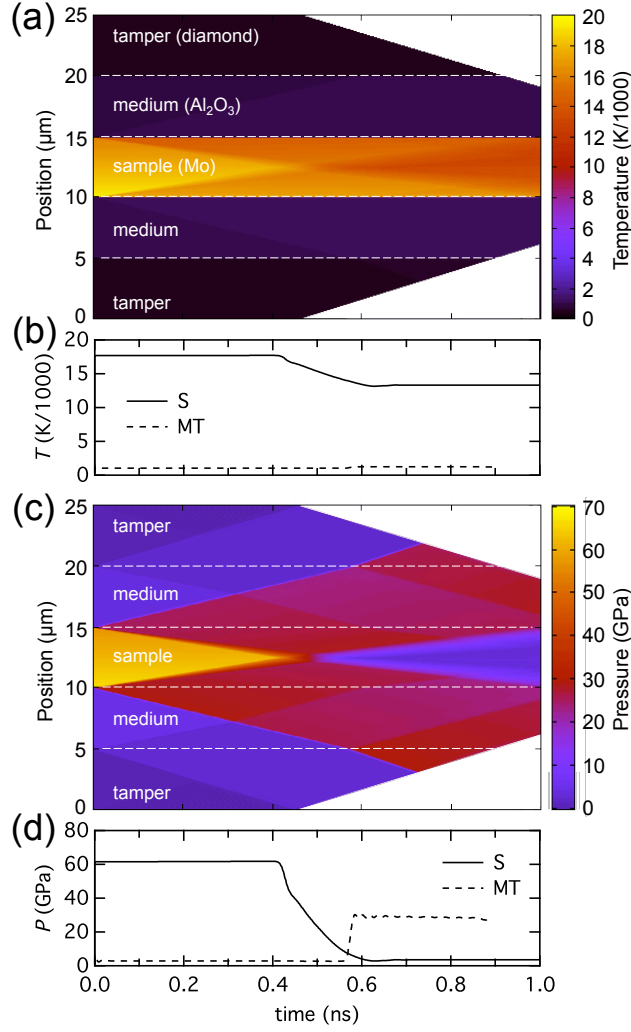 (a)
tamper (diamond)
medium (Al₂O₃)
sample (Mo)
medium
tamper
Position (µm)
25
20
15
10
5
0
20
18
16
14
12
10
8
6
4
2
0
Temperature (K/1000)
(b)
T (K/1000)
20
15
10
5
0
S
MT
(c)
tamper
medium
sample
medium
tamper
Position (µm)
25
20
15
10
5
0
70
60
50
40
30
20
10
0
Pressure (GPa)
(d)
P (GPa)
80
60
40
20
0
S
MT
0.0 0.2 0.4 0.6 0.8 1.0
time (ns)